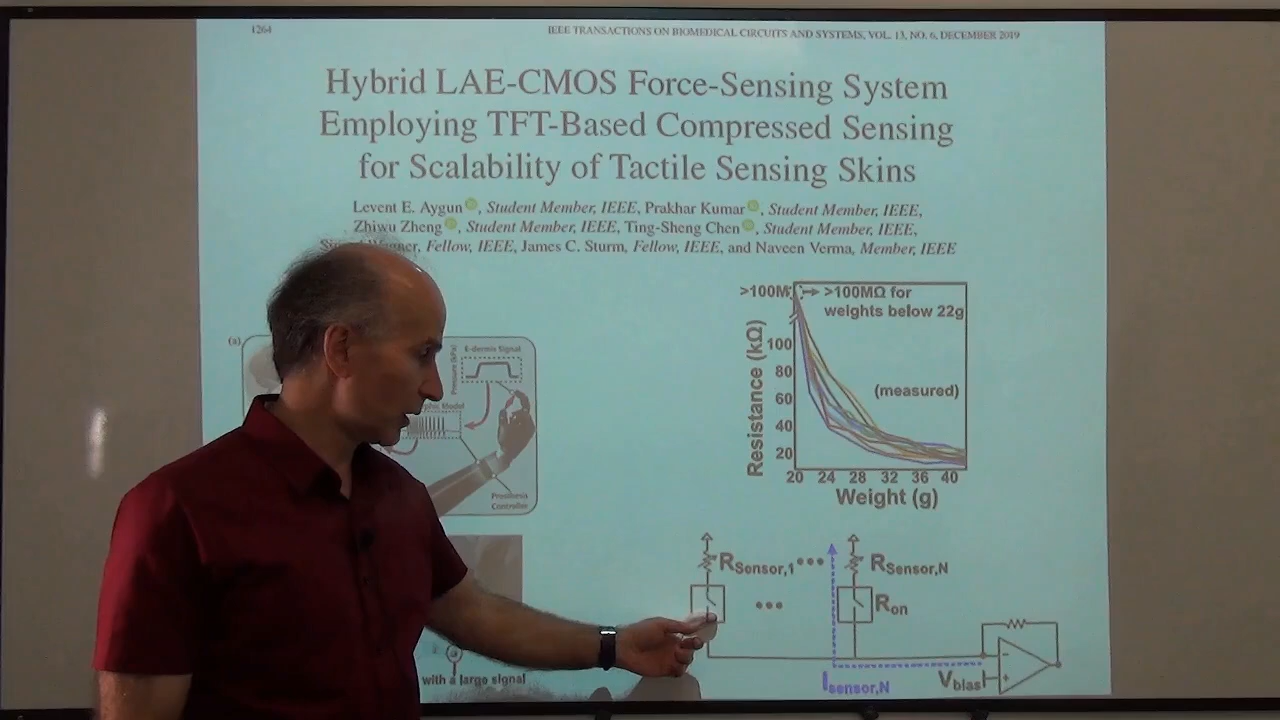 1264
IEEE TRANSACTIONS ON BIOMEDICAL CIRCUITS AND SYSTEMS, VOL. 13, NO. 6, DECEMBER 2019
Hybrid LAE-CMOS Force-Sensing System
Employing TFT-Based Compressed Sensing
for Scalability of Tactile Sensing Skins
Levent E. Aygun, Student Member, IEEE, Prakhar Kumar, Student Member, IEEE,
Zhiwu Zheng, Student Member, IEEE, Ting-Sheng Chen, Student Member, IEEE,
Fellow, IEEE, James C. Sturm, Fellow, IEEE, and Naveen Verma, Member, IEEE
(a)
E-dermis Signal
Pressure (kPa)
Model
Prosthesis
Controller
a
with a large signal
>100M
>100MΩ for
weights below 22g
(measured)
Resistance (kΩ)
100
80
60
40
20
20 24 28 32 36 40
Weight (g)
RSensor,1 ••• RSensor,N
••• Ron
Isensor,N
Vbias
-
+